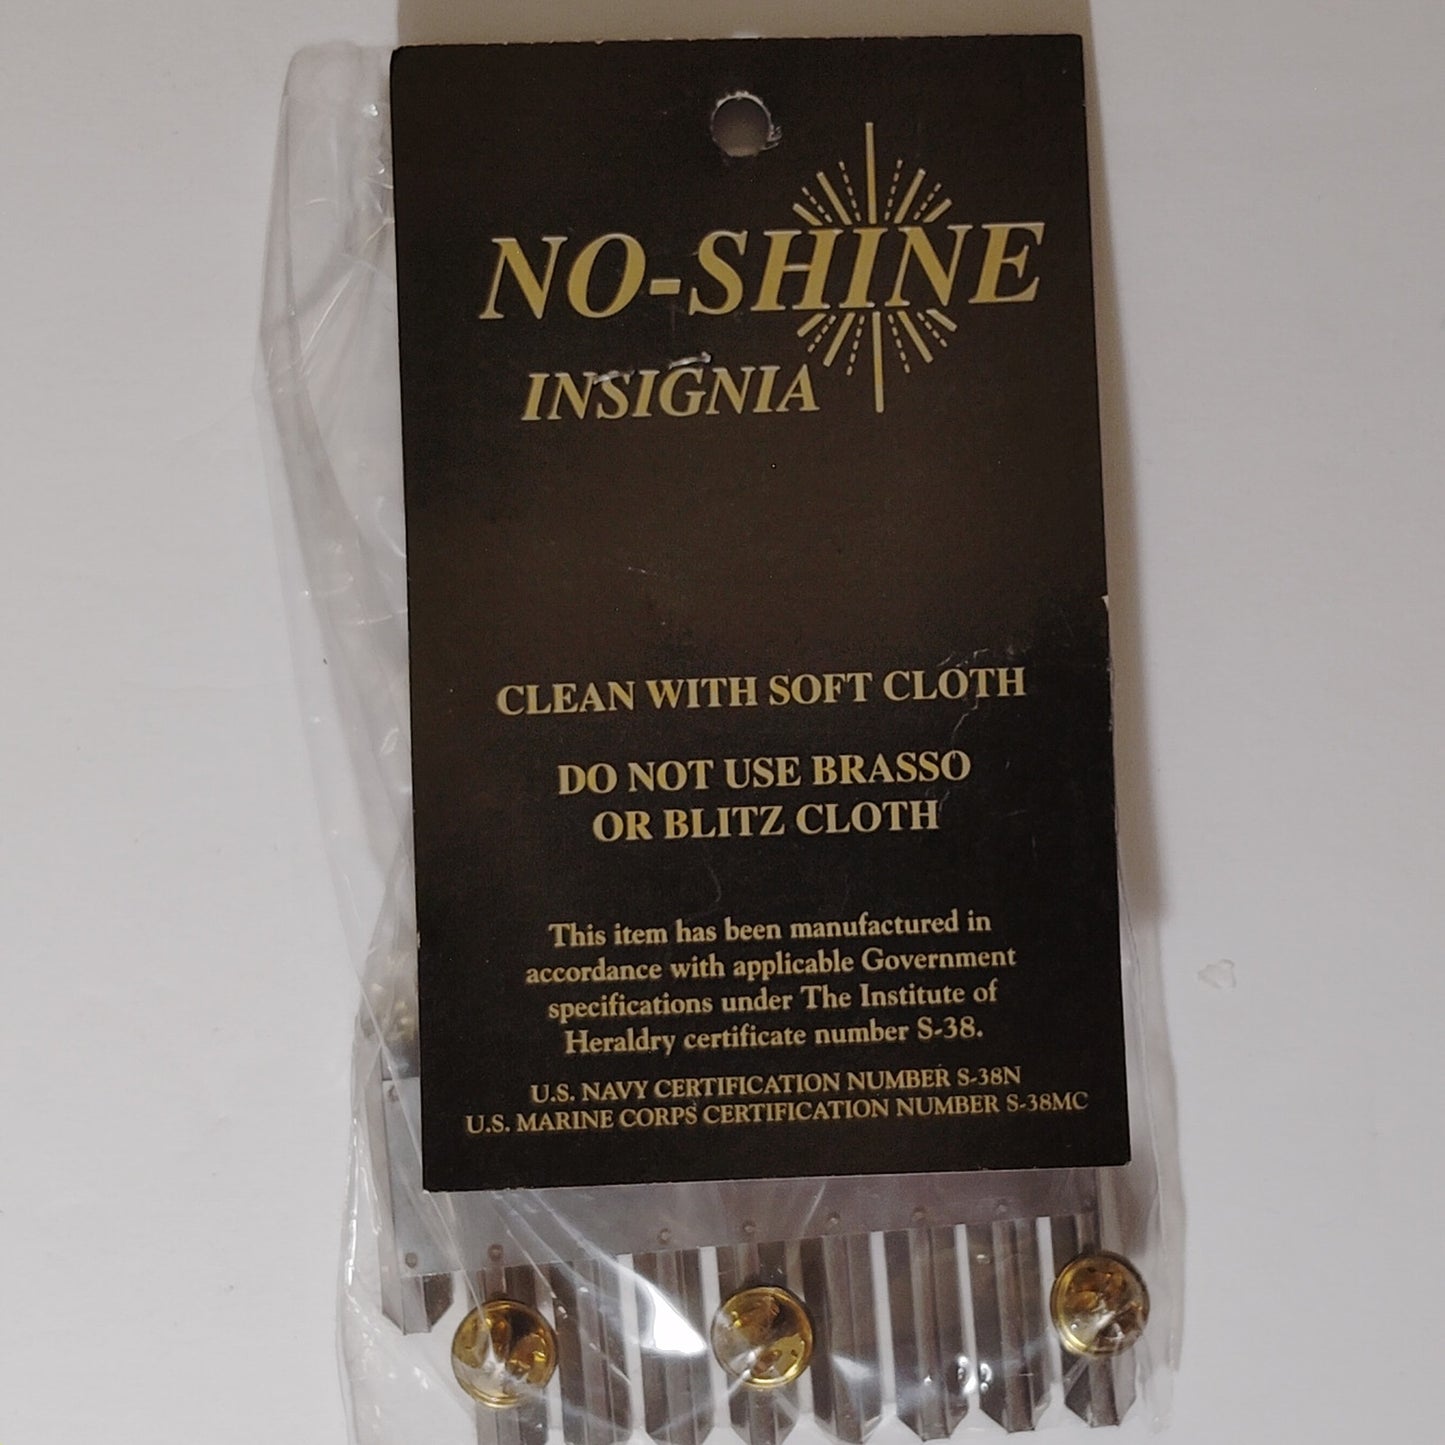 NO-SHINE
INSIGNIA
CLEAN WITH SOFT CLOTH
DO NOT USE BRASSO
OR BLITZ CLOTH
This item has been manufactured in
accordance with applicable Government
specifications under The Institute of
Heraldry certificate number S-38.
U.S. NAVY CERTIFICATION NUMBER S-38N
U.S. MARINE CORPS CERTIFICATION NUMBER S-38MC